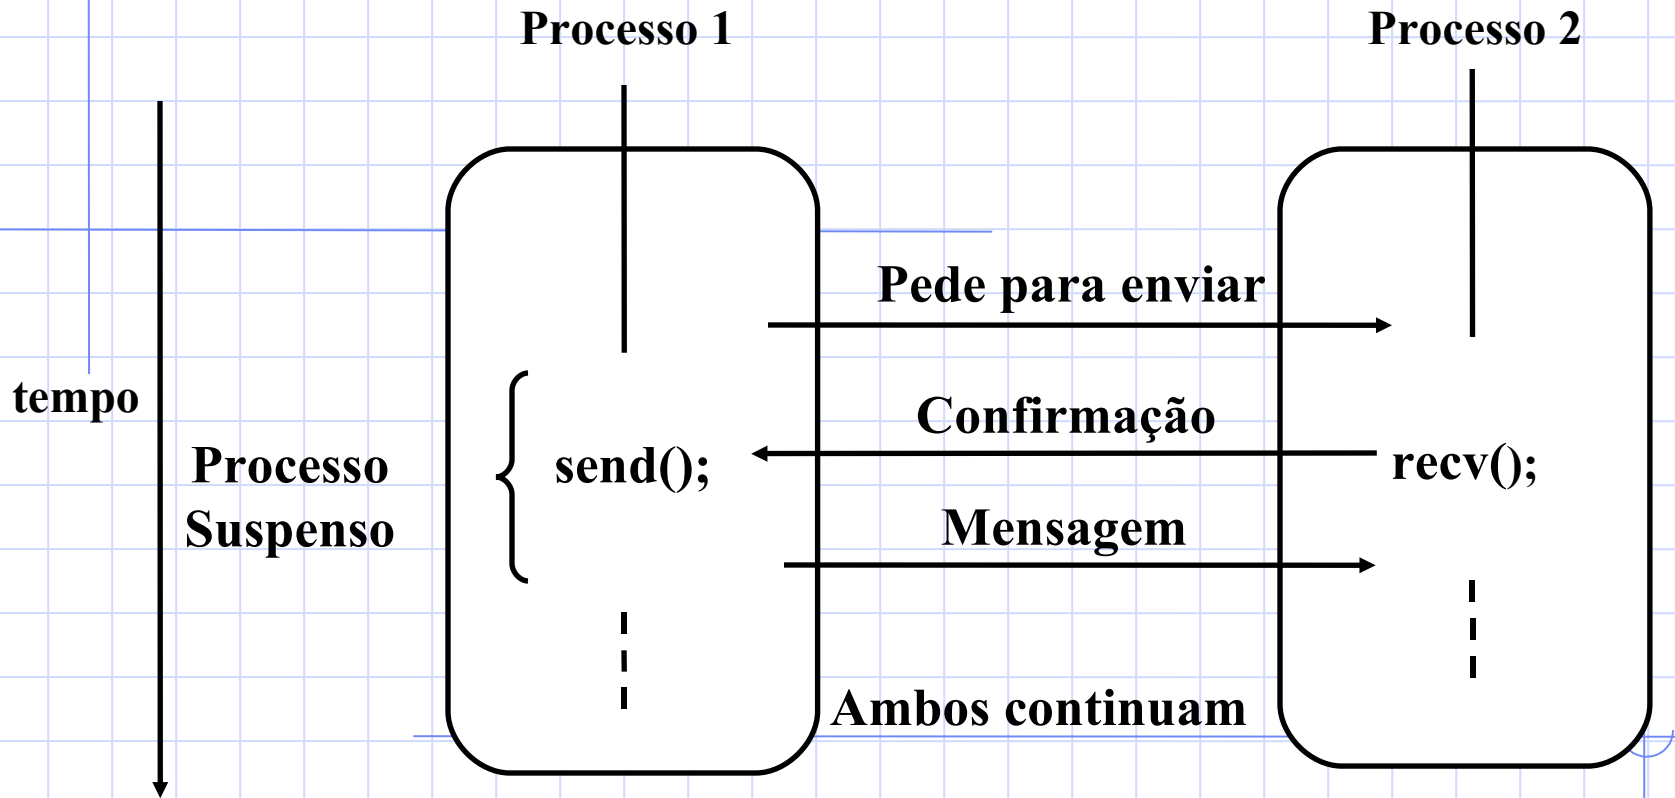 Processo 1
Processo 2
Pede para enviar
tempo
Confirmação
Processo
Suspenso
send();
recv();
Mensagem
Ambos continuam